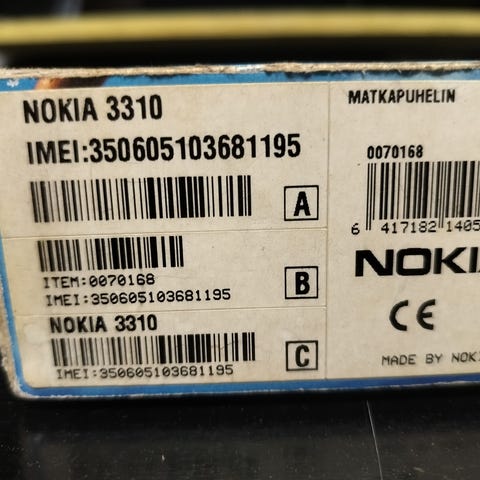 NOKIA 3310
IMEI:350605103681195
A
ITEM:0070168
IMEI:350605103681195
B
NOKIA 3310
IMEI:350605103681195
C
MATKAPUHELIN
0070168
6 417182 1405
NOKIA
CE
MADE BY NOKI